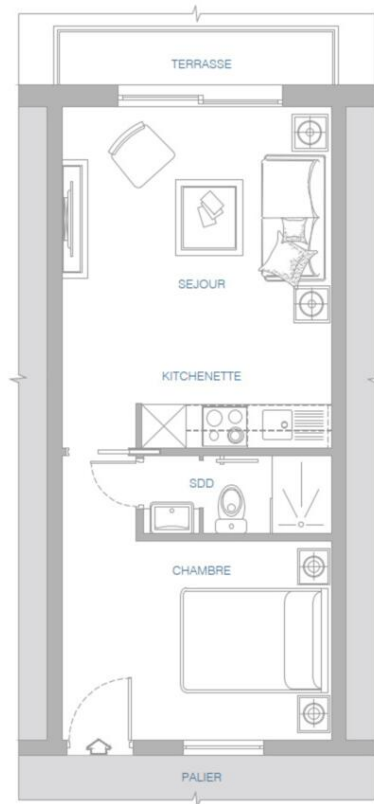 TERRASSE
SEJOUR
KITCHENETTE
SDD
CHAMBRE
PALIER